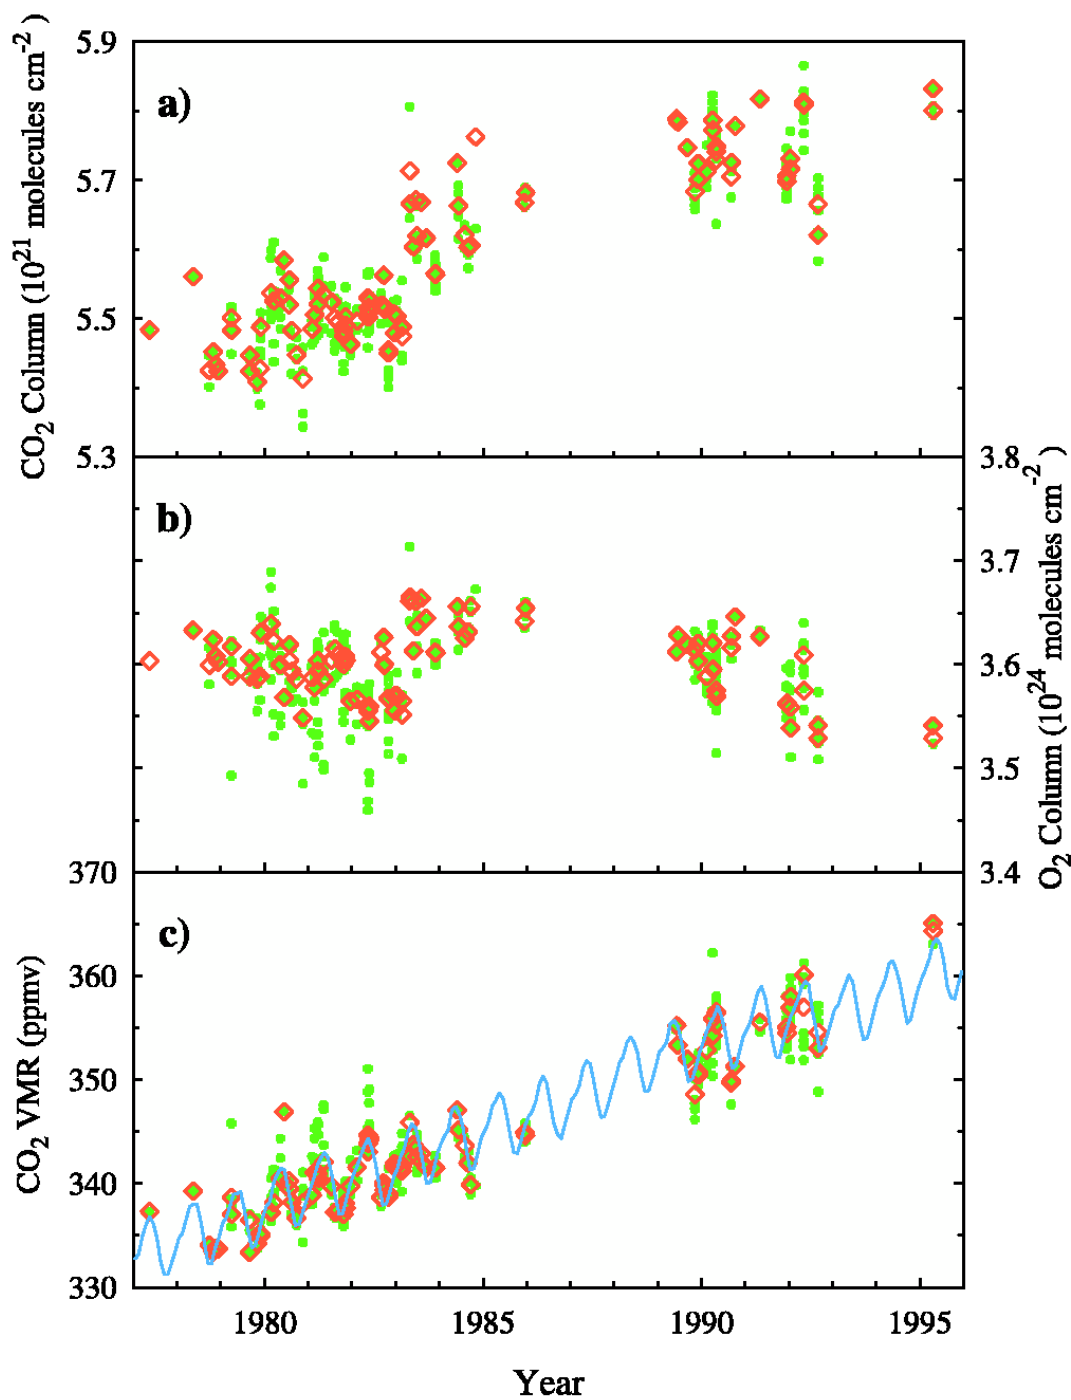 CO2 Column (10^21 molecules cm^-2)
5.9
5.7
5.5
5.3
a)
O2 Column (10^24 molecules cm^-2)
3.8
3.7
3.6
3.5
3.4
b)
CO2 VMR (ppmv)
370
360
350
340
330
c)
1980 1985 1990 1995
Year